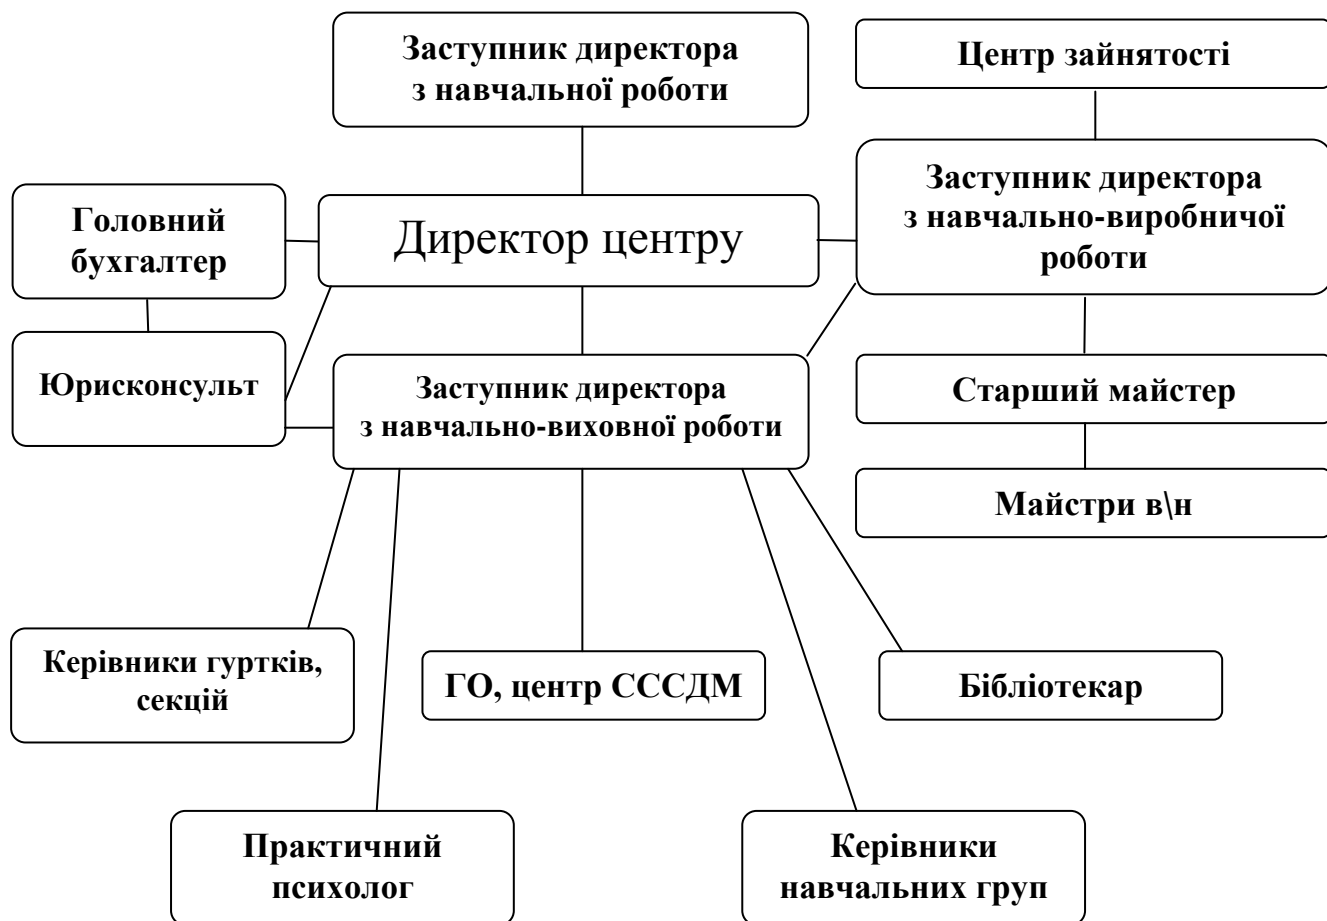 Заступник директора
з навчальної роботи
Центр зайнятості
Головний
бухгалтер
Директор центру
Заступник директора
з навчально-виробничої
роботи
Юрисконсульт
Заступник директора
з навчально-виховної роботи
Старший майстер
Майстри в\н
Керівники гуртків,
секцій
ГО, центр СССДМ
Бібліотекар
Практичний
психолог
Керівники
навчальних груп